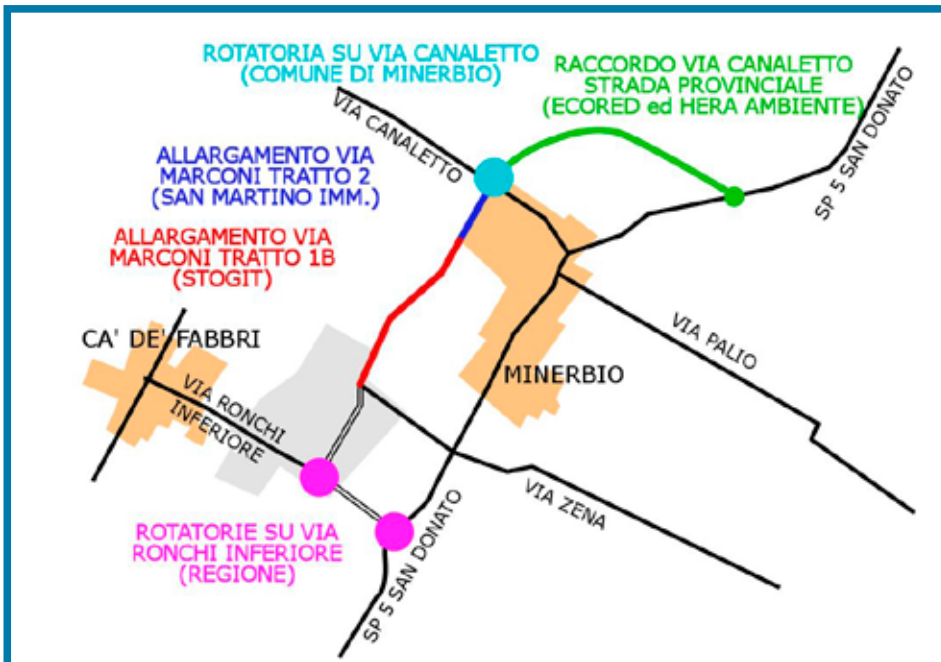 ROTATORIA SU VIA CANALETTO
(COMUNE DI MINERBIO)
RACCORDO VIA CANALETTO
STRADA PROVINCIALE
(ECORED ed HERA AMBIENTE)
VIA CANALETTO
SP 5 SAN DONATO
ALLARGAMENTO VIA
MARCONI TRATTO 2
(SAN MARTINO IMM.)
ALLARGAMENTO VIA
MARCONI TRATTO 1B
(STOGIT)
CA' DE' FABBRI
VIA PALIO
MINERBIO
VIA RONCHI
INFERIORE
VIA ZENA
ROTATORIE SU VIA
RONCHI INFERIORE
(REGIONE)
SP 5 SAN DONATO